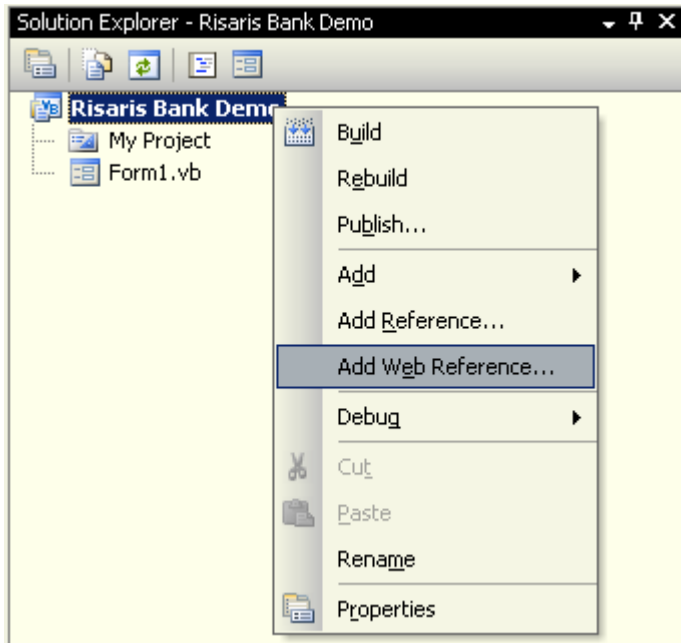 Solution Explorer - Risaris Bank Demo
Risaris Bank Demo
My Project
Form1.vb
Build
Rebuild
Publish...
Add
Add Reference...
Add Web Reference...
Debug
Cut
Paste
Rename
Properties